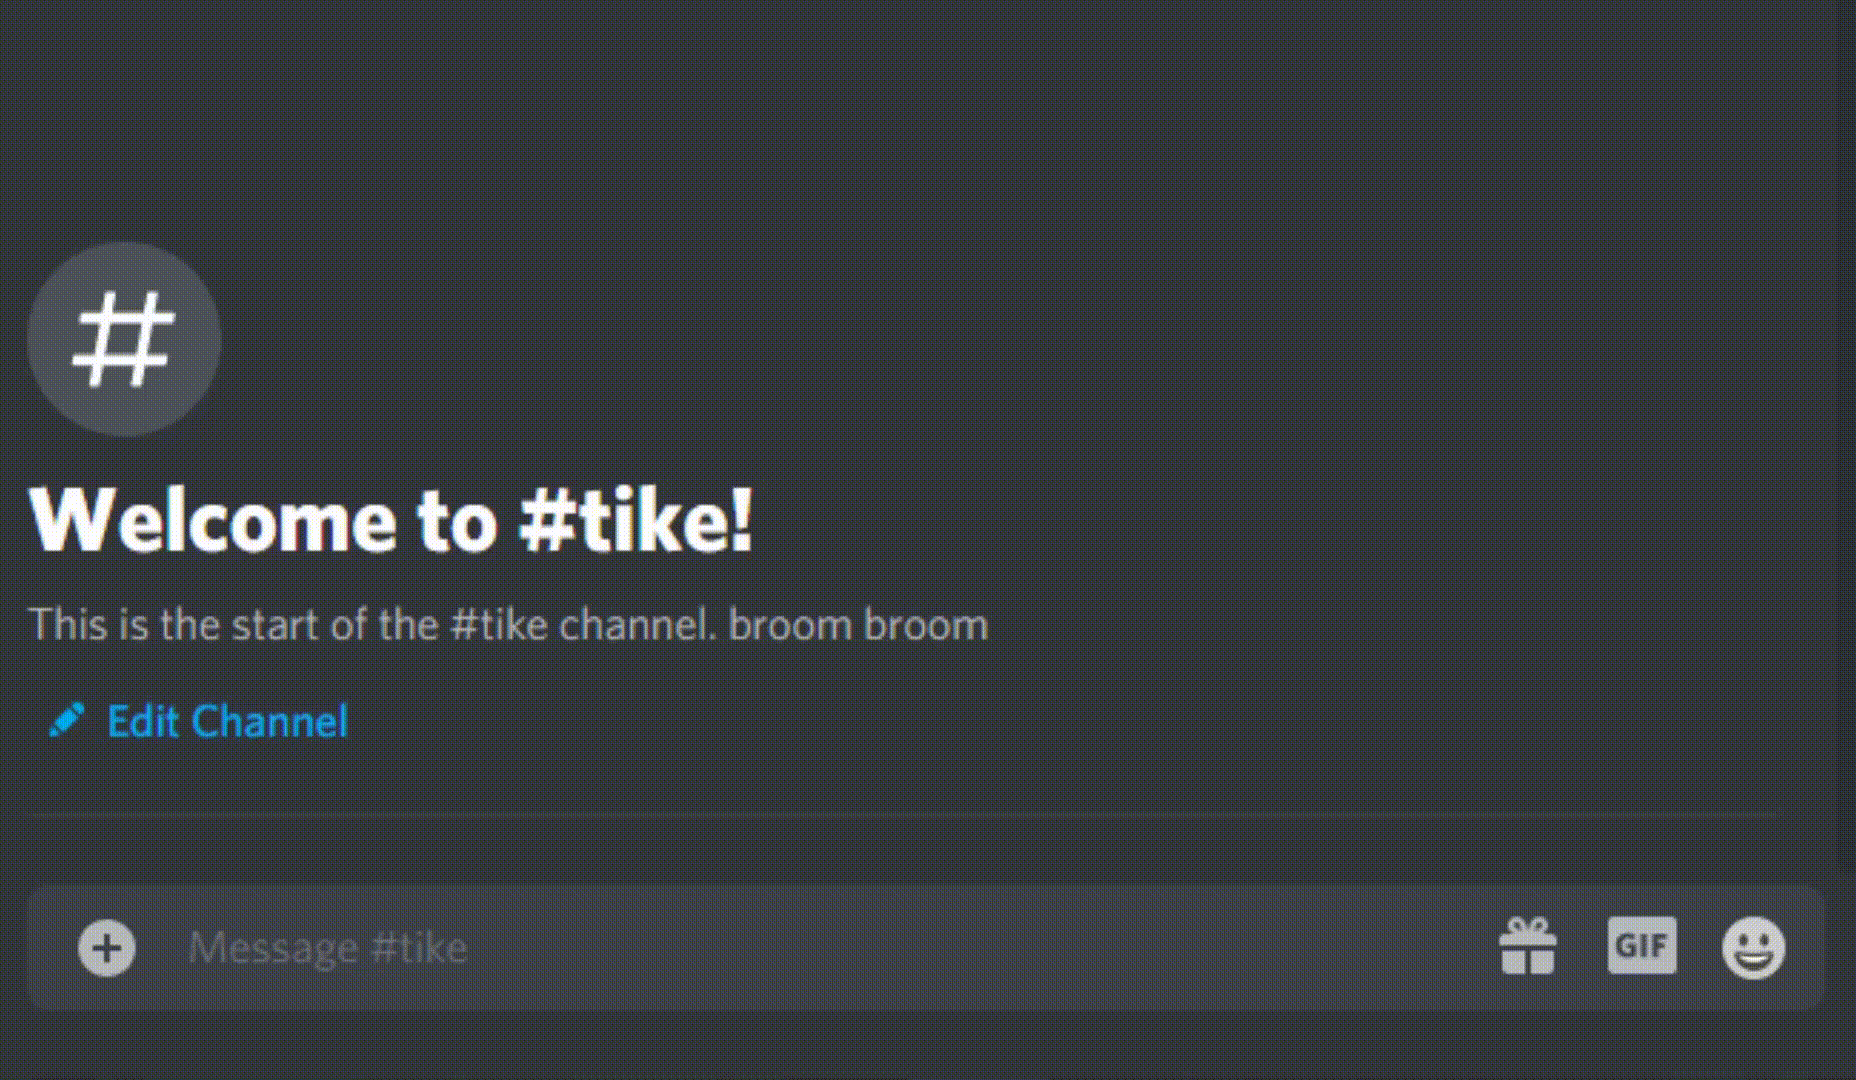 #
Welcome to #tike!
This is the start of the #tike channel. broom broom
Edit Channel
Message #tike
GIF